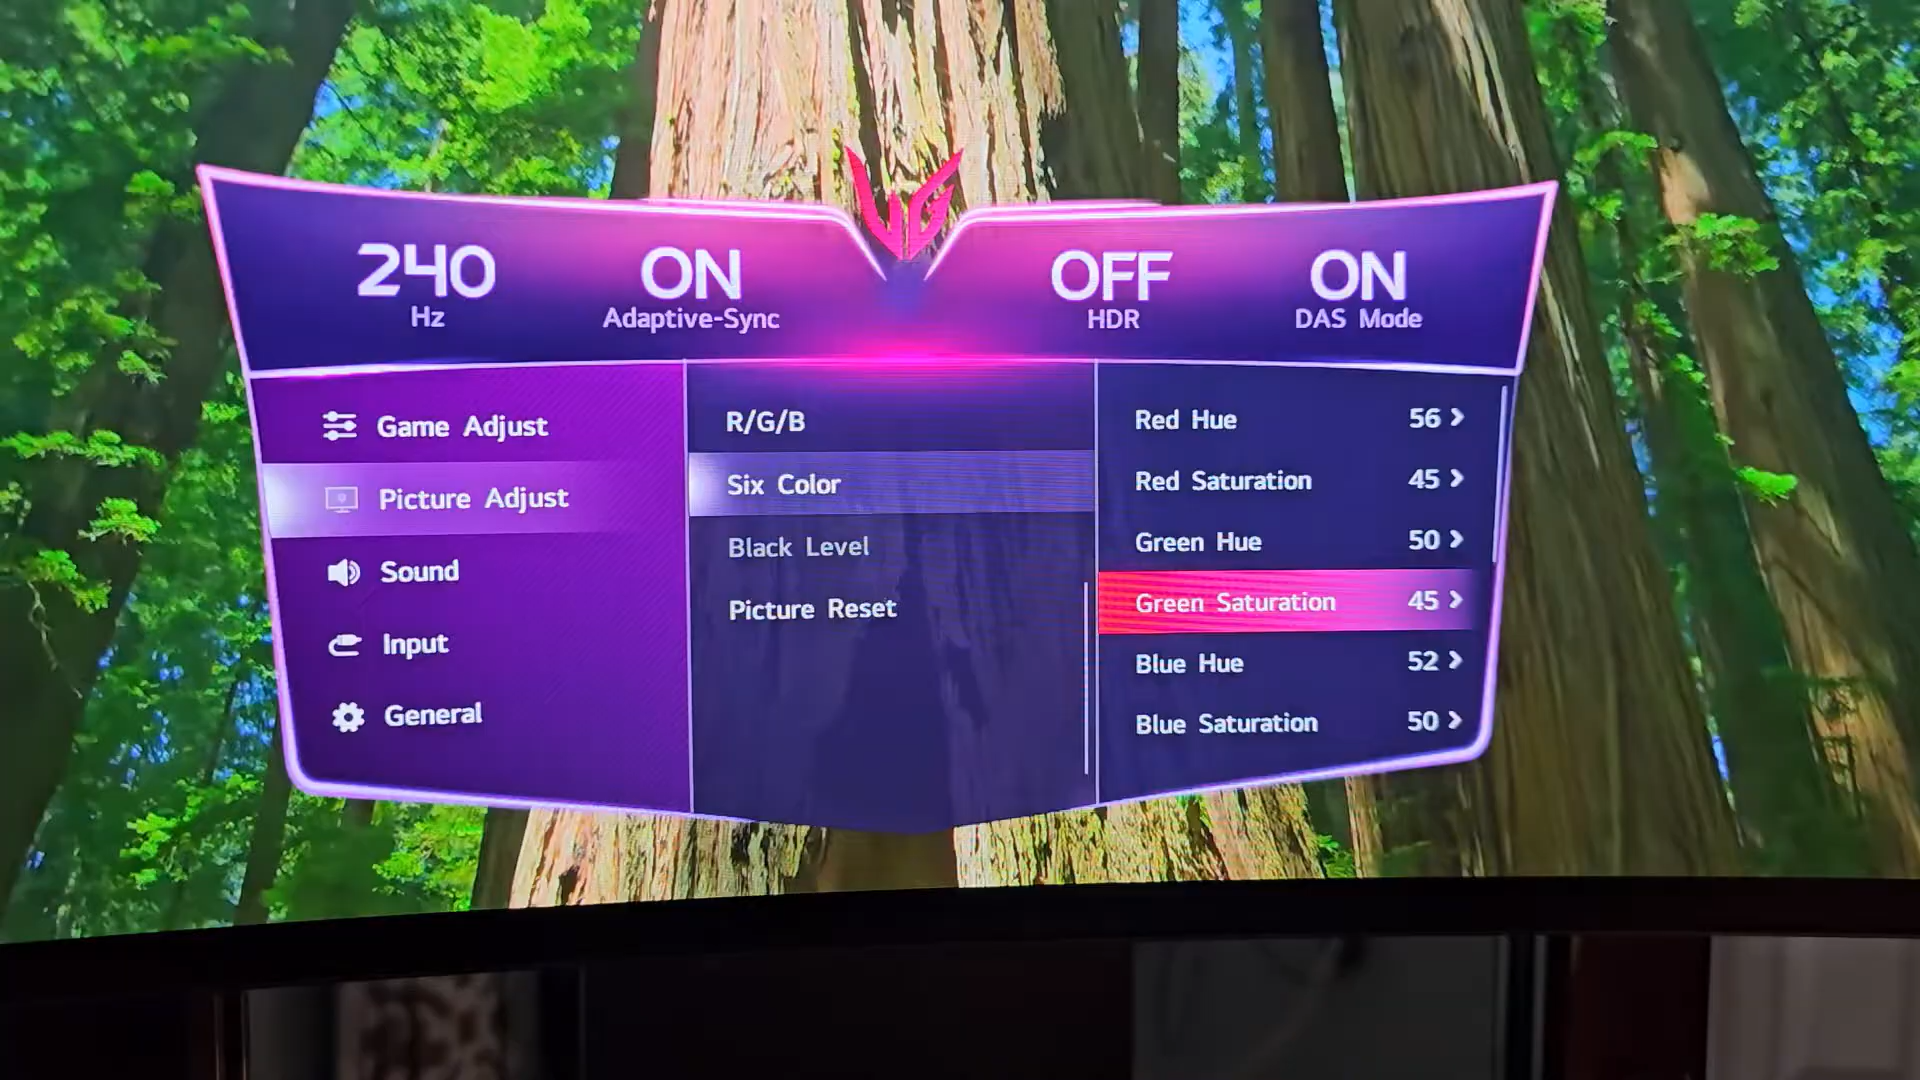 240
Hz
ON
Adaptive-Sync
UG
OFF
HDR
ON
DAS Mode
Game Adjust
Picture Adjust
Sound
Input
General
R/G/B
Six Color
Black Level
Picture Reset
Red Hue 56 >
Red Saturation 45 >
Green Hue 50 >
Green Saturation 45 >
Blue Hue 52 >
Blue Saturation 50 >